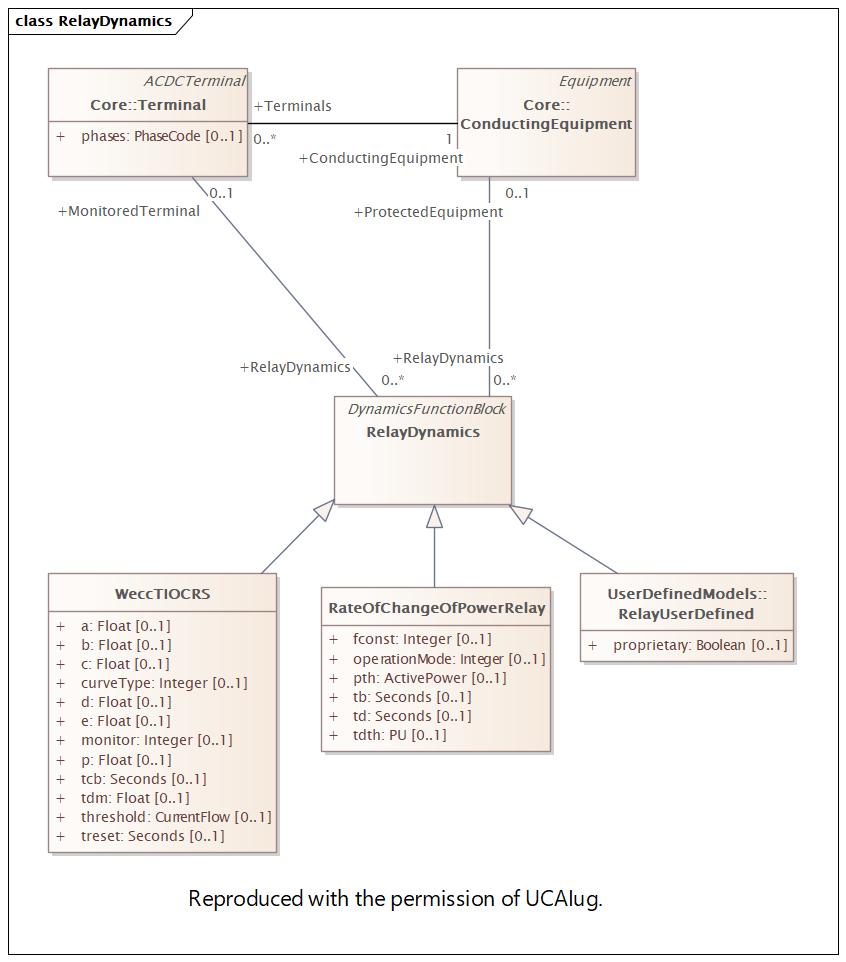 class RelayDynamics
ACDCTerminal
Core::Terminal
+ phases: PhaseCode [0..1]
+Terminals
0..*
1
+ConductingEquipment
Equipment
Core::
ConductingEquipment
0..1
+MonitoredTerminal
0..1
+ProtectedEquipment
+RelayDynamics
0..*
+RelayDynamics
0..*
DynamicsFunctionBlock
RelayDynamics
WeccTIOCRS
+ a: Float [0..1]
+ b: Float [0..1]
+ c: Float [0..1]
+ curveType: Integer [0..1]
+ d: Float [0..1]
+ e: Float [0..1]
+ monitor: Integer [0..1]
+ p: Float [0..1]
+ tcb: Seconds [0..1]
+ tdm: Float [0..1]
+ threshold: CurrentFlow [0..1]
+ treset: Seconds [0..1]
RateOfChangeOfPowerRelay
+ fconst: Integer [0..1]
+ operationMode: Integer [0..1]
+ pth: ActivePower [0..1]
+ tb: Seconds [0..1]
+ td: Seconds [0..1]
+ tdth: PU [0..1]
UserDefinedModels::
RelayUserDefined
+ proprietary: Boolean [0..1]
Reproduced with the permission of UCAIug.